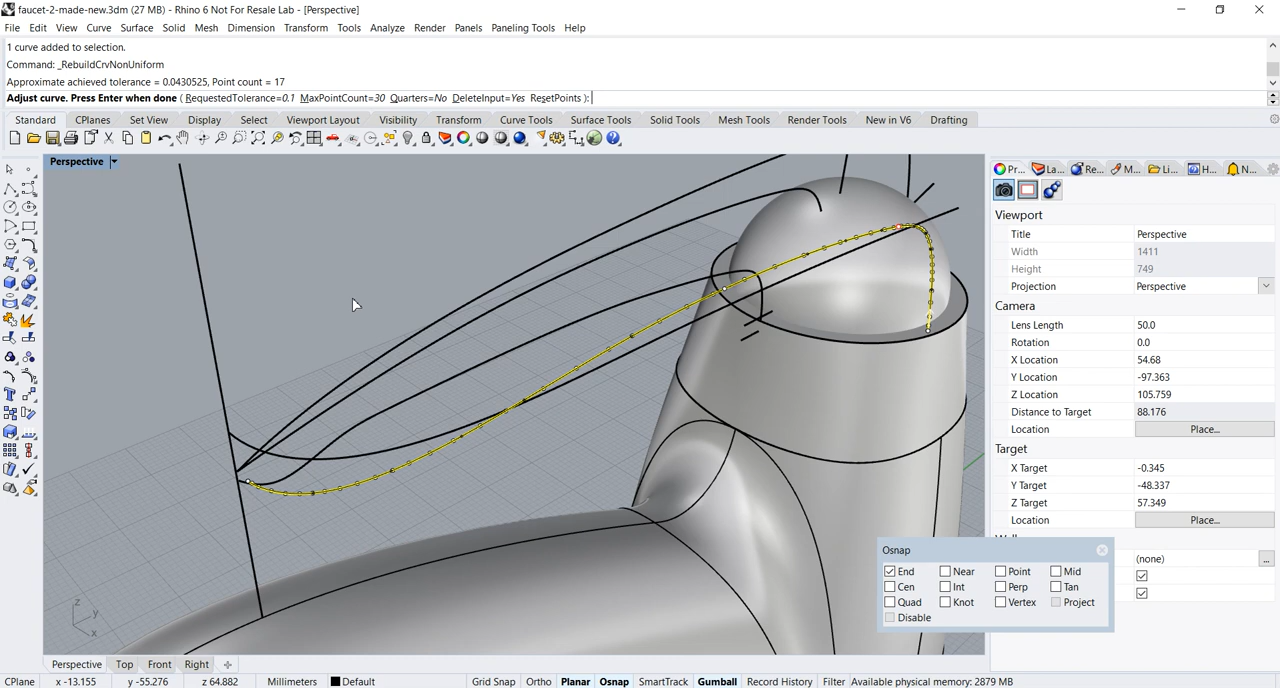 faucet-2-made-new.3dm (27 MB) - Rhino 6 Not For Resale Lab - [Perspective]
File Edit View Curve Surface Solid Mesh Dimension Transform Tools Analyze Render Panels Paneling Tools Help
1 curve added to selection.
Command: _RebuildCrvNonUniform
Approximate achieved tolerance = 0.0430525, Point count = 17
Adjust curve. Press Enter when done ( RequestedTolerance=0.1 MaxPointCount=30 Quarters=No DeleteInput=Yes ResetPoints ):
Standard CPlanes Set View Display Select Viewport Layout Visibility Transform Curve Tools Surface Tools Solid Tools Mesh Tools Render Tools New in V6 Drafting
Perspective
Pr... La... Re... M... Li... H... N...
Viewport
Title Perspective
Width 1411
Height 749
Projection Perspective
Camera
Lens Length 50.0
Rotation 0.0
X Location 54.68
Y Location -97.363
Z Location 105.759
Distance to Target 88.176
Location Place...
Target
X Target -0.345
Y Target -48.337
Z Target 57.349
Location Place...
(none) ...
Osnap
End Near Point Mid
Cen Int Perp Tan
Quad Knot Vertex Project
Disable
z y x
Perspective Top Front Right
CPlane x -13.155 y -55.276 z 64.882 Millimeters Default Grid Snap Ortho Planar Osnap SmartTrack Gumball Record History Filter Available physical memory: 2879 MB